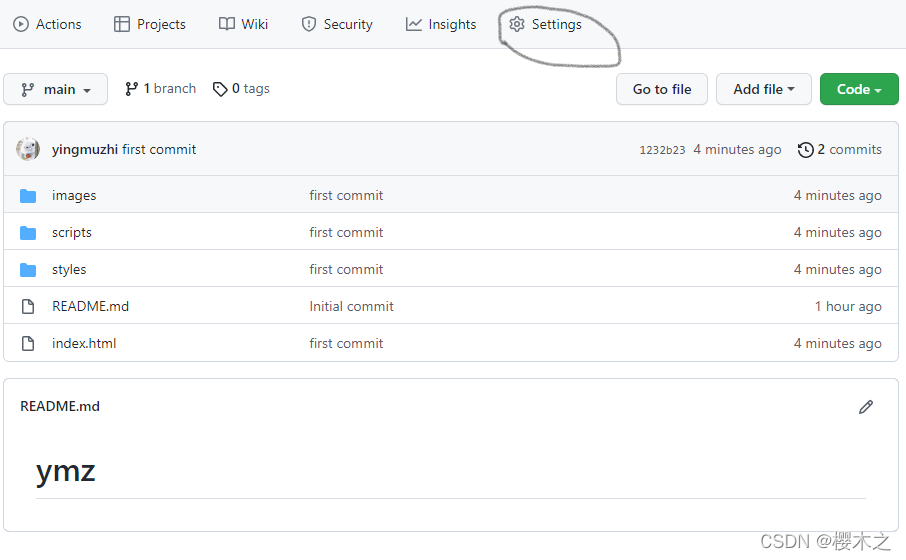 Actions Projects Wiki Security Insights Settings
main 1 branch 0 tags Go to file Add file Code
yingmuzhi first commit 1232b23 4 minutes ago 2 commits
images first commit 4 minutes ago
scripts first commit 4 minutes ago
styles first commit 4 minutes ago
README.md Initial commit 1 hour ago
index.html first commit 4 minutes ago
README.md
ymz
CSDN @樱木之